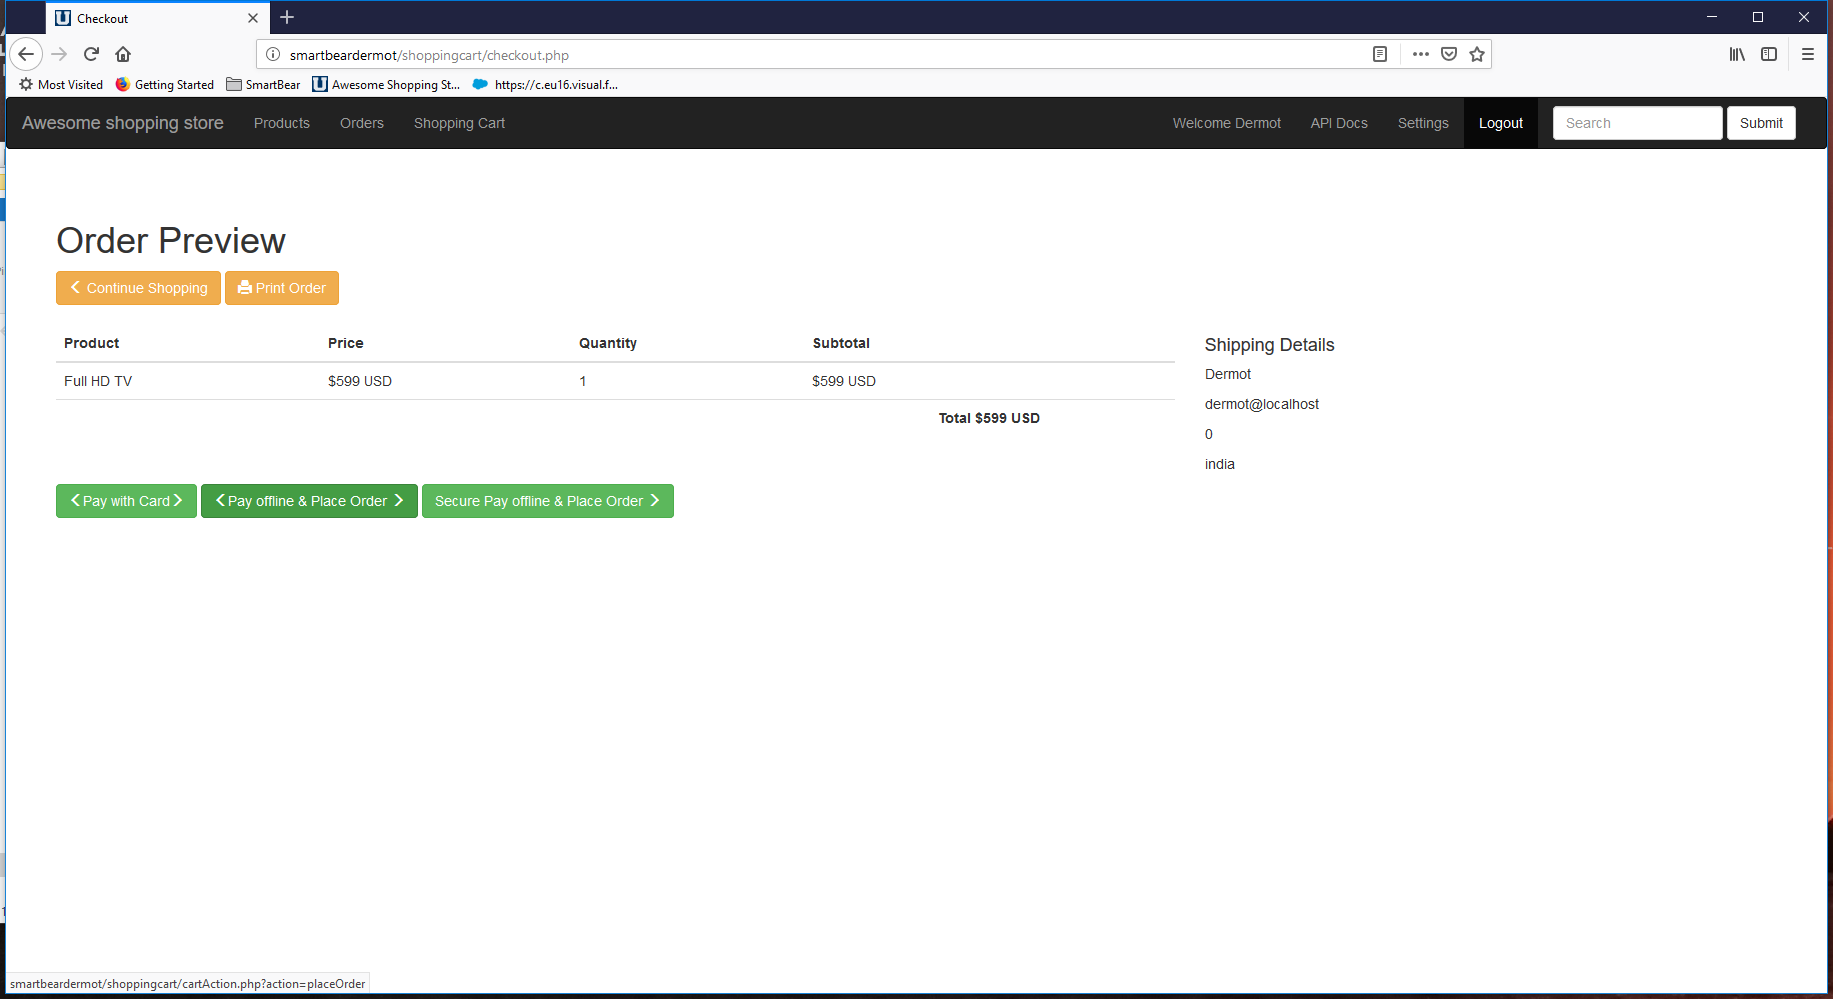 Checkout
smartbeardermot/shoppingcart/checkout.php
Most Visited Getting Started SmartBear Awesome Shopping St... https://c.eu16.visual.f...
Awesome shopping store Products Orders Shopping Cart Welcome Dermot API Docs Settings Logout Search Submit
Order Preview
Continue Shopping Print Order
Product Price Quantity Subtotal
Full HD TV $599 USD 1 $599 USD
Total $599 USD
Shipping Details
Dermot
dermot@localhost
0
india
Pay with Card Pay offline & Place Order Secure Pay offline & Place Order
smartbeardermot/shoppingcart/cartAction.php?action=placeOrder